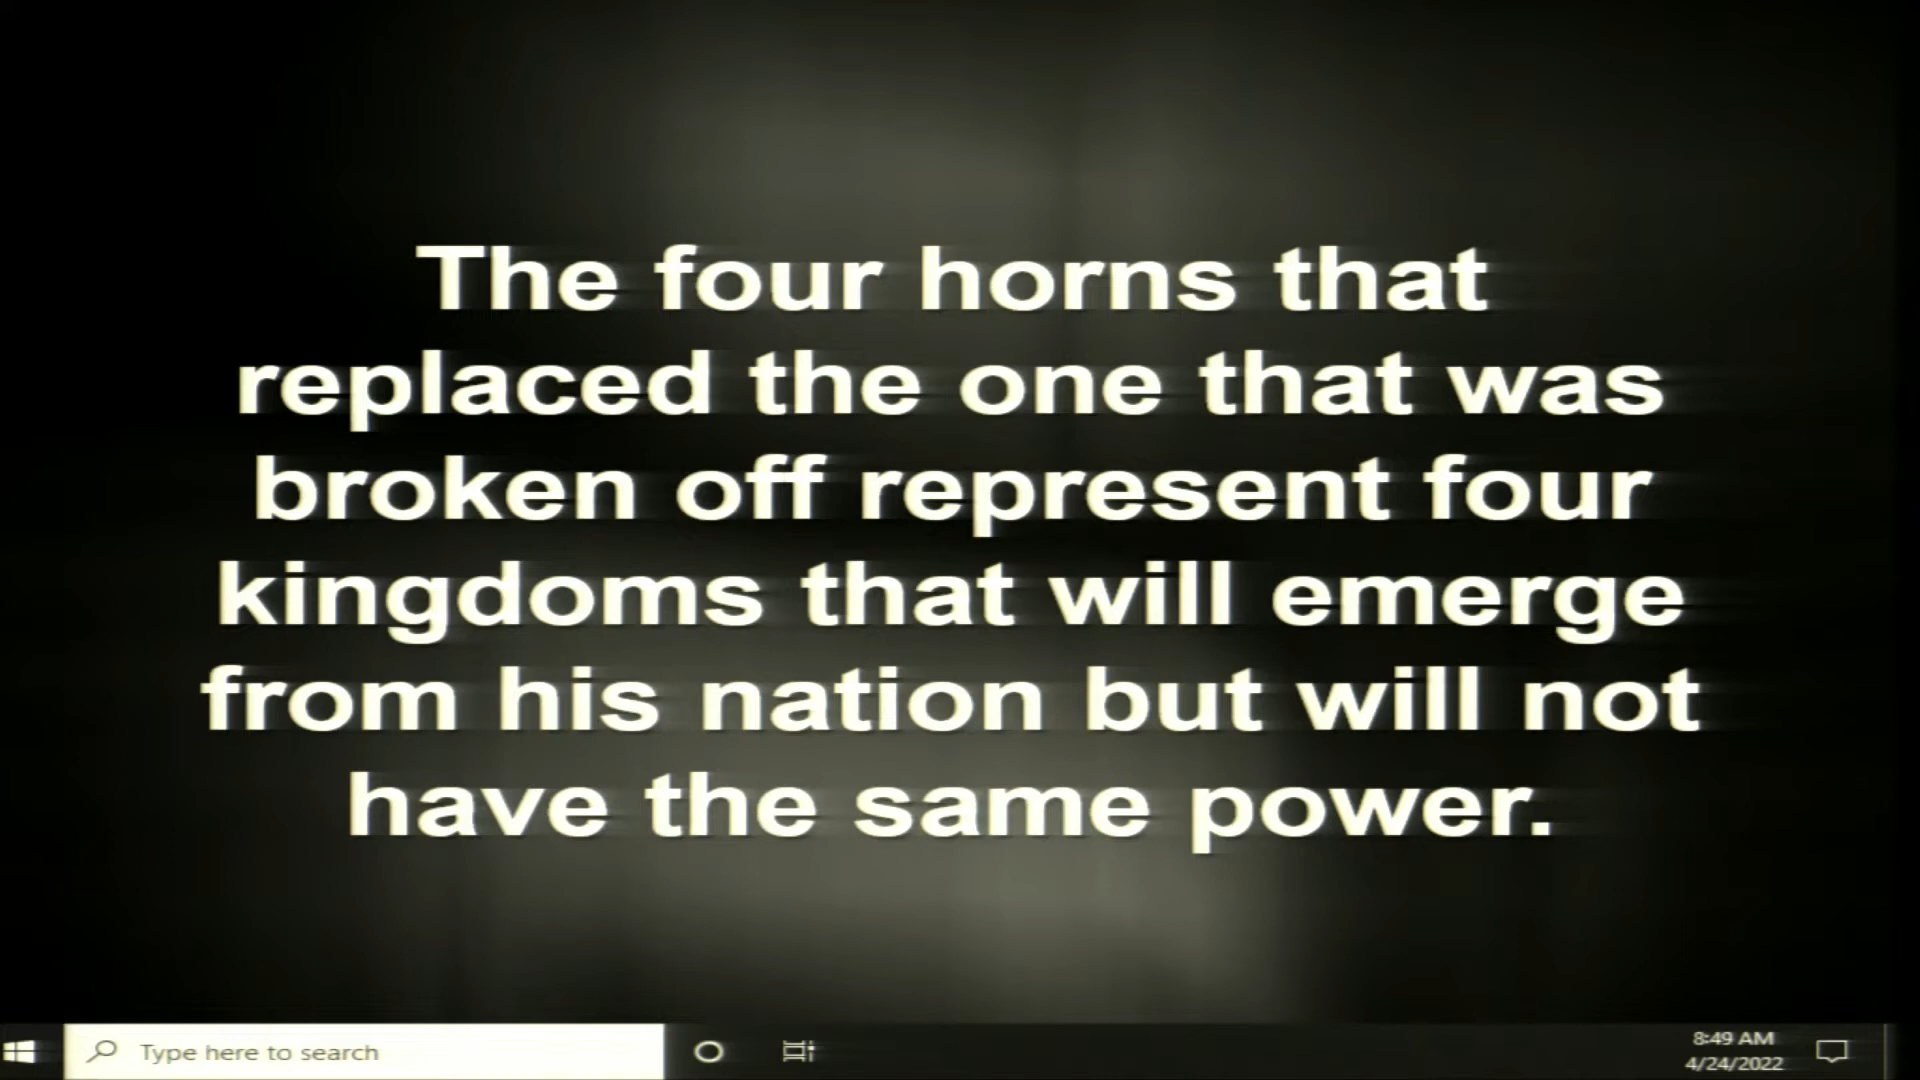 The four horns that
replaced the one that was
broken off represent four
kingdoms that will emerge
from his nation but will not
have the same power.
Type here to search
8:49 AM
4/24/2022